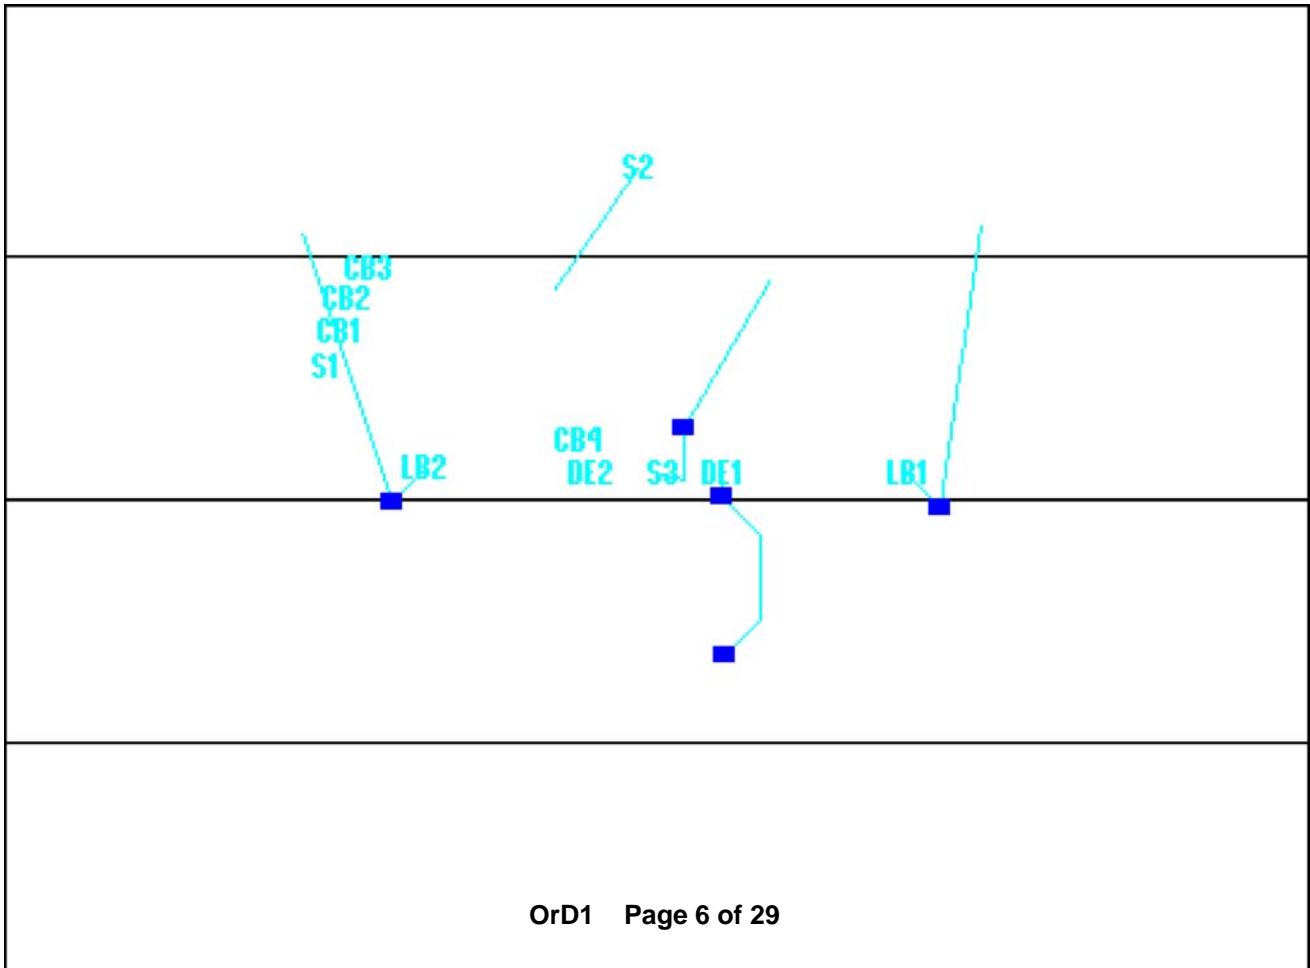 S2
CB3
CB2
CB1
S1
CB4
LB2
DE2 S3 DE1 LB1
OrD1 Page 6 of 29